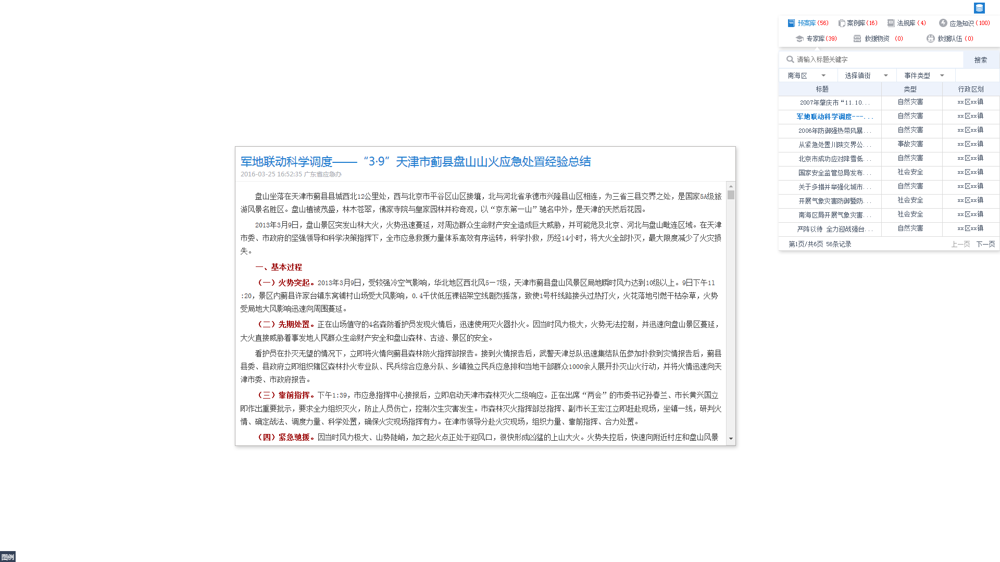 预案库(56) 案例库(16) 法规库(4) 应急知识(100)
专家库(39) 救援物资 (0) 救援队伍(0)
请输入标题关键字 搜索
南海区 选择镇街 事件类型
标题 类型 行政区划
2007年肇庆市“11.10... 自然灾害 xx区xx镇
军地联动科学调度---... 自然灾害 xx区xx镇
2006年防御强热带风暴... 自然灾害 xx区xx镇
从紧急处置川陕交界公... 事故灾害 xx区xx镇
北京市成功应对降雪低... 自然灾害 xx区xx镇
国家安全监管总局发布... 社会安全 xx区xx镇
关于多措并举强化城市... 自然灾害 xx区xx镇
开展气象灾害防御暨防... 社会安全 xx区xx镇
南海区局开展气象灾害... 社会安全 xx区xx镇
严阵以待 全力迎战强台... 自然灾害 xx区xx镇
第1页/共6页 56条记录 上一页 下一页
军地联动科学调度——“3·9”天津市蓟县盘山山火应急处置经验总结
2016-03-25 16:52:35 广东省应急办
盘山坐落在天津市蓟县县城西北12公里处，西与北京市平谷区山区接壤，北与河北省承德市兴隆县山区相连，为三省三县交界之处，是国家5A级旅
游风景名胜区。盘山植被茂盛，林木苍翠，佛家寺院与皇家园林并称奇观，以“京东第一山”驰名中外，是天津的天然后花园。
2013年3月9日，盘山景区突发山林大火，火势迅速蔓延，对周边群众生命财产安全造成巨大威胁，并可能危及北京、河北与盘山毗连区域。在天津
市委、市政府的坚强领导和科学决策指挥下，全市应急救援力量体系高效有序运转，科学扑救，历经14小时，将大火全部扑灭，最大限度减少了火灾损
失。
一、基本过程
（一）火势突起。2013年3月9日，受较强冷空气影响，华北地区西北风5—7级，天津市蓟县盘山风景区局地瞬时风力达到10级以上。9日下午11
:20，景区内蓟县许家台镇东窝铺村山场受大风影响，0.4千伏低压裸铝架空线剧烈摇荡，致使1号杆线路接头过热打火，火花落地引燃干枯杂草，火势
受局地大风影响迅速向周围蔓延。
（二）先期处置。正在山场值守的4名森防看护员发现火情后，迅速使用灭火器扑火。因当时风力极大，火势无法控制，并迅速向盘山景区蔓延，
大火直接威胁着事发地人民群众生命财产安全和盘山森林、古迹、景区的安全。
看护员在扑灭无望的情况下，立即将火情向蓟县森林防火指挥部报告。接到火情报告后，武警天津总队迅速集结队伍参加扑救到灾情报告后，蓟县
县委、县政府立即组织辖区森林扑火专业队、民兵综合应急分队、乡镇独立民兵应急排和当地干部群众1000余人展开扑灭山火行动，并将火情迅速向天
津市委、市政府报告。
（三）靠前指挥。下午1:39，市应急指挥中心接报后，立即启动天津市森林灭火二级响应。正在出席“两会”的市委书记孙春兰、市长黄兴国立
即作出重要批示，要求全力组织灭火，防止人员伤亡，控制次生灾害发生。市森林灭火指挥部总指挥、副市长王宏江立即赶赴现场，坐镇一线，研判火
情、确定战法、调度力量、科学处置，确保火灾现场指挥有力。在津市领导分赴火灾现场，组织力量、靠前指挥、合力处置。
（四）紧急驰援。因当时风力极大、山势陡峭，加之起火点正处于迎风口，很快形成凶猛的上山大火。火势失控后，快速向附近村庄和盘山风景
图例